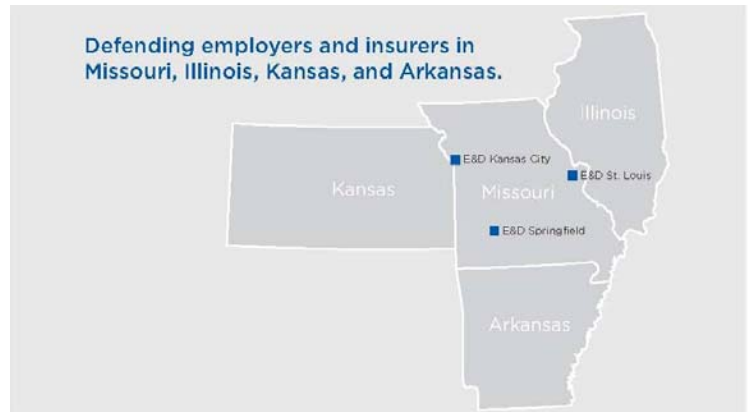 Defending employers and insurers in
Missouri, Illinois, Kansas, and Arkansas.
Illinois
E&D Kansas City
E&D St. Louis
Kansas
Missouri
E&D Springfield
Arkansas